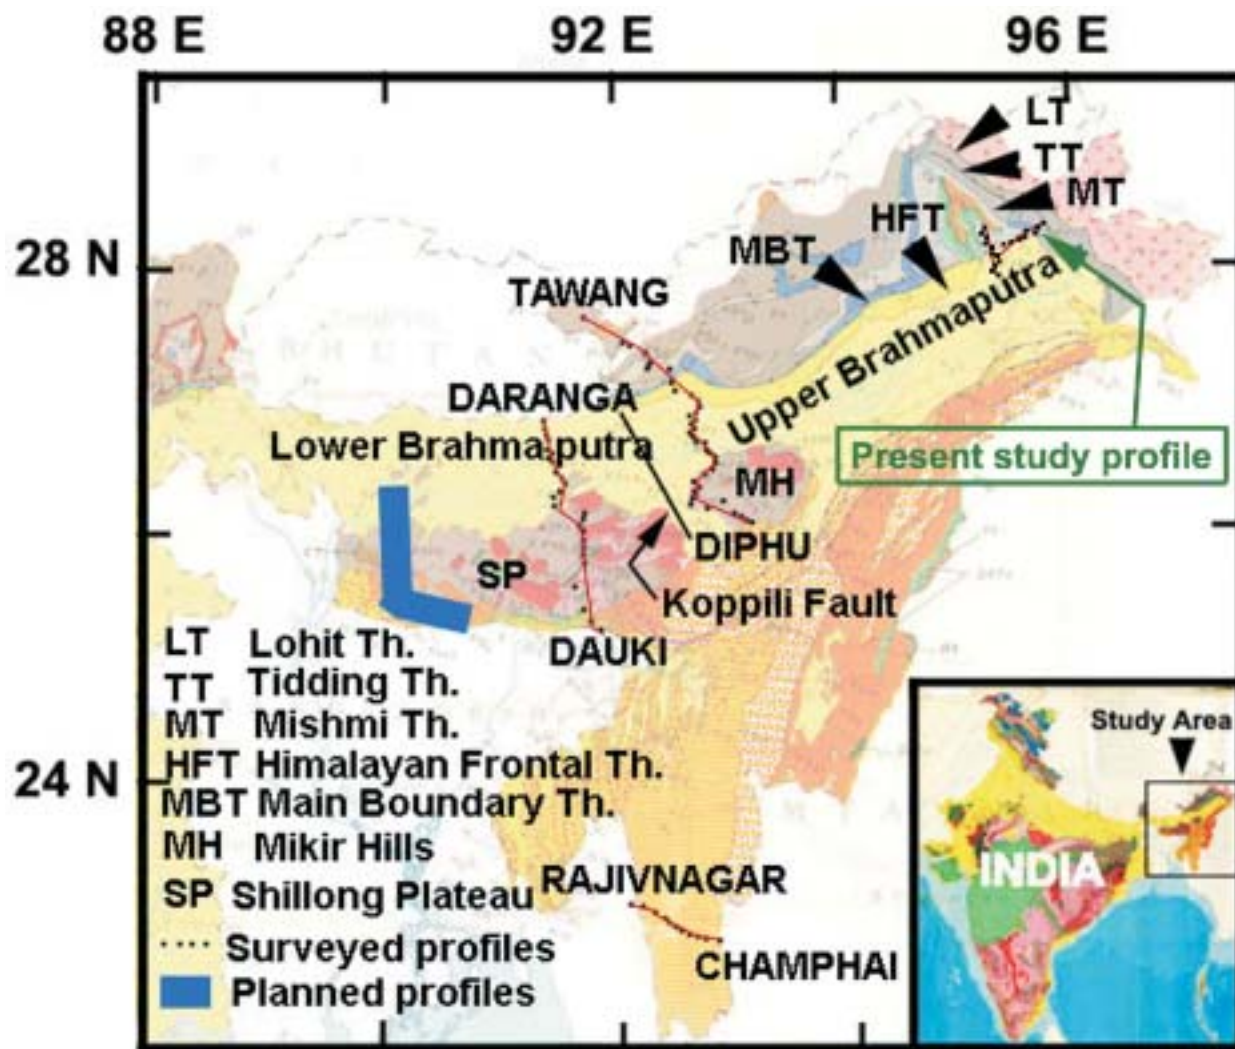 88 E 92 E 96 E
LT
TT
MT
HFT
MBT
28 N
TAWANG
Upper Brahmaputra
BHUTAN
DARANGA
Lower Brahmaputra
Present study profile
MH
DIPHU
SP
Koppili Fault
DAUKI
LT Lohit Th.
TT Tidding Th.
MT Mishmi Th.
HFT Himalayan Frontal Th.
24 N
MBT Main Boundary Th.
MH Mikir Hills
SP Shillong Plateau
Surveyed profiles
Planned profiles
RAJIVNAGAR
CHAMPHAI
Study Area
INDIA